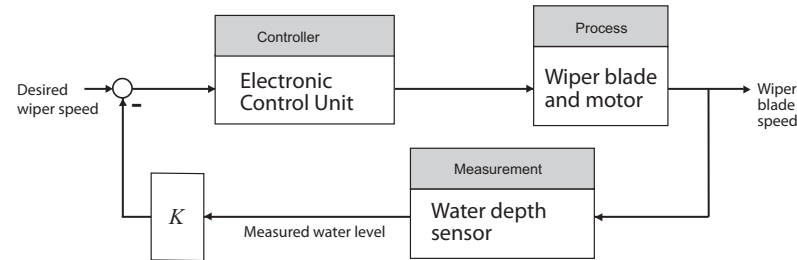 Controller
Process
Desired
wiper speed
-
Electronic
Control Unit
Wiper blade
and motor
Wiper
blade
speed
Measurement
K
Measured water level
Water depth
sensor